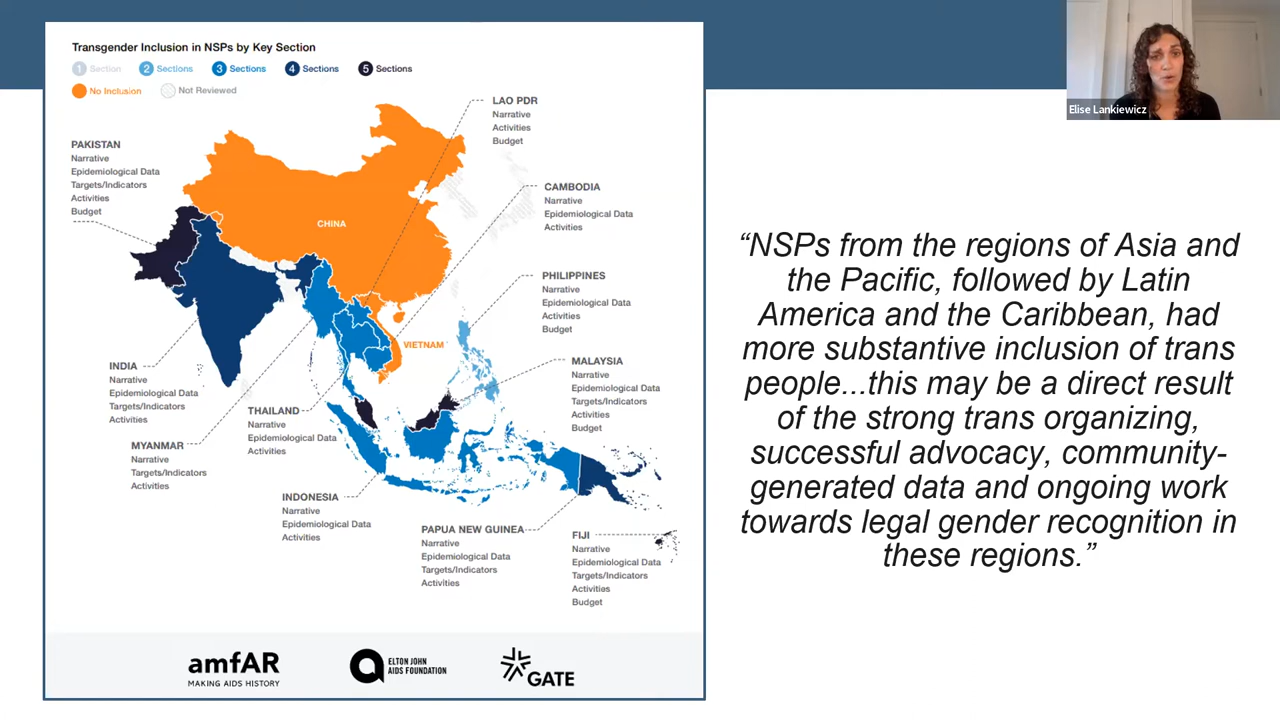 Transgender Inclusion in NSPs by Key Section
1 Section 2 Sections 3 Sections 4 Sections 5 Sections
No Inclusion Not Reviewed
PAKISTAN
Narrative
Epidemiological Data
Targets/Indicators
Activities
Budget
LAO PDR
Narrative
Activities
Budget
CAMBODIA
Narrative
Epidemiological Data
Activities
CHINA
PHILIPPINES
Narrative
Epidemiological Data
Activities
Budget
VIETNAM
INDIA
Narrative
Epidemiological Data
Targets/Indicators
Activities
MALAYSIA
Narrative
Epidemiological Data
Targets/Indicators
Activities
Budget
THAILAND
Narrative
Epidemiological Data
Activities
MYANMAR
Narrative
Targets/Indicators
Activities
INDONESIA
Narrative
Epidemiological Data
Activities
PAPUA NEW GUINEA
Narrative
Epidemiological Data
Targets/Indicators
Activities
FIJI
Narrative
Epidemiological Data
Targets/Indicators
Activities
Budget
amfAR
MAKING AIDS HISTORY
ELTON JOHN
AIDS FOUNDATION
GATE
Elise Lankiewicz
“NSPs from the regions of Asia and
the Pacific, followed by Latin
America and the Caribbean, had
more substantive inclusion of trans
people...this may be a direct result
of the strong trans organizing,
successful advocacy, community-
generated data and ongoing work
towards legal gender recognition in
these regions.”